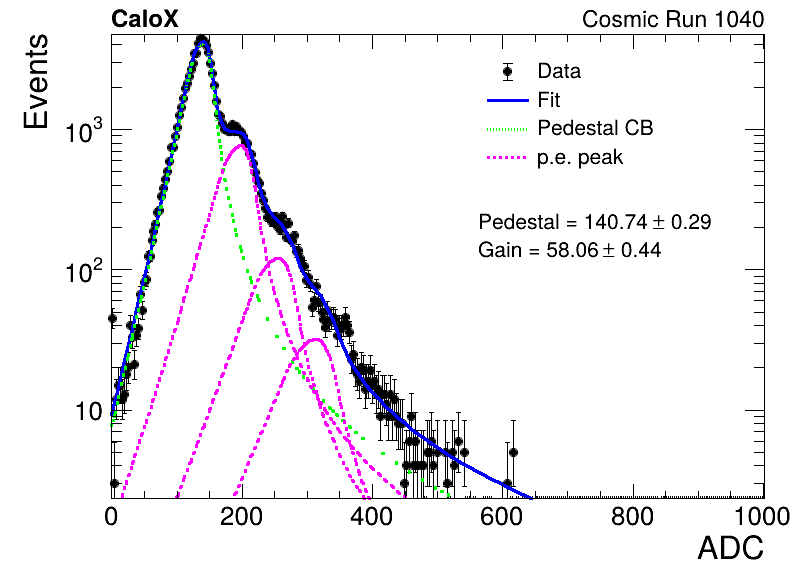 CaloX Cosmic Run 1040
Events
Data
Fit
Pedestal CB
p.e. peak
Pedestal = 140.74 ± 0.29
Gain = 58.06 ± 0.44
10³
10²
10
0 200 400 600 800 1000
ADC